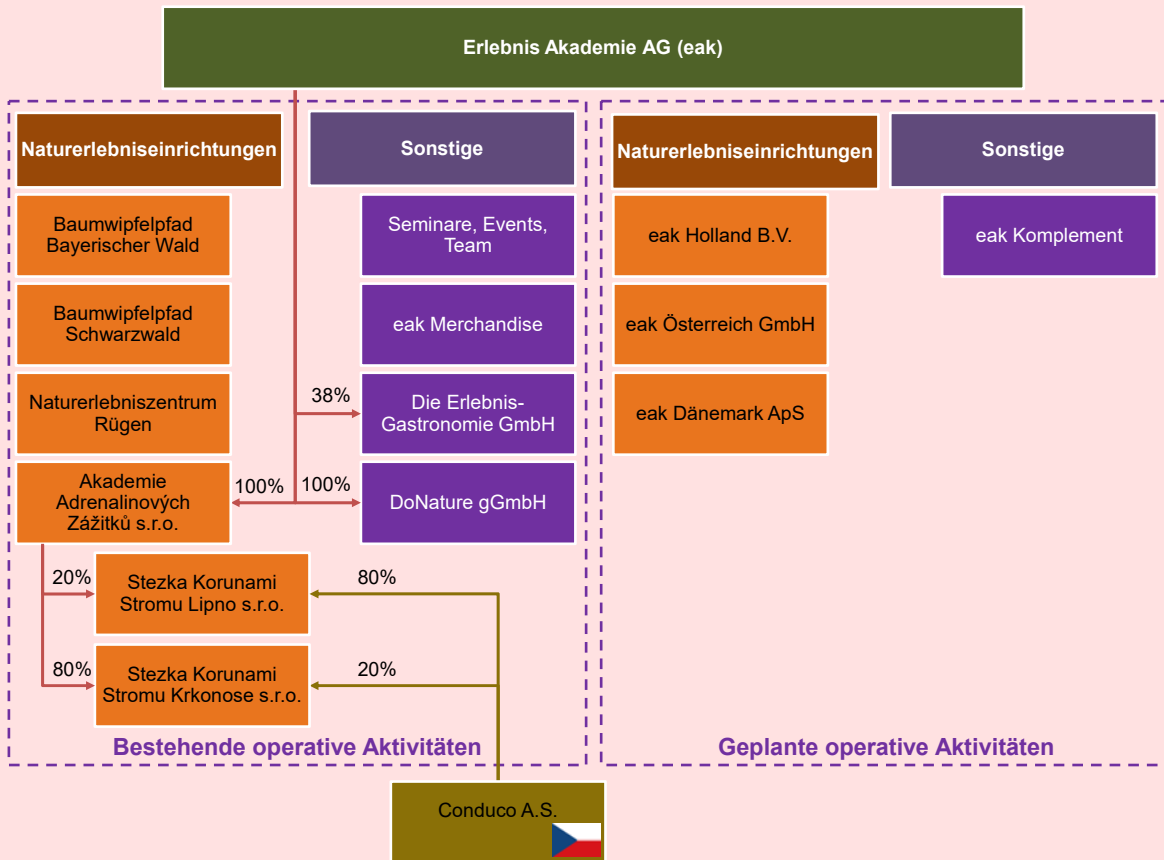 Erlebnis Akademie AG (eak)
Naturerlebniseinrichtungen
Sonstige
Baumwipfelpfad
Bayerischer Wald
Seminare, Events,
Team
Baumwipfelpfad
Schwarzwald
eak Merchandise
Naturerlebniszentrum
Rügen
38%
Die Erlebnis-
Gastronomie GmbH
Akademie
Adrenalinových
Zážitků s.r.o.
100%
100%
DoNature gGmbH
20%
Stezka Korunami
Stromu Lipno s.r.o.
80%
80%
Stezka Korunami
Stromu Krkonose s.r.o.
20%
Bestehende operative Aktivitäten
Naturerlebniseinrichtungen
Sonstige
eak Holland B.V.
eak Komplement
eak Österreich GmbH
eak Dänemark ApS
Geplante operative Aktivitäten
Conduco A.S.